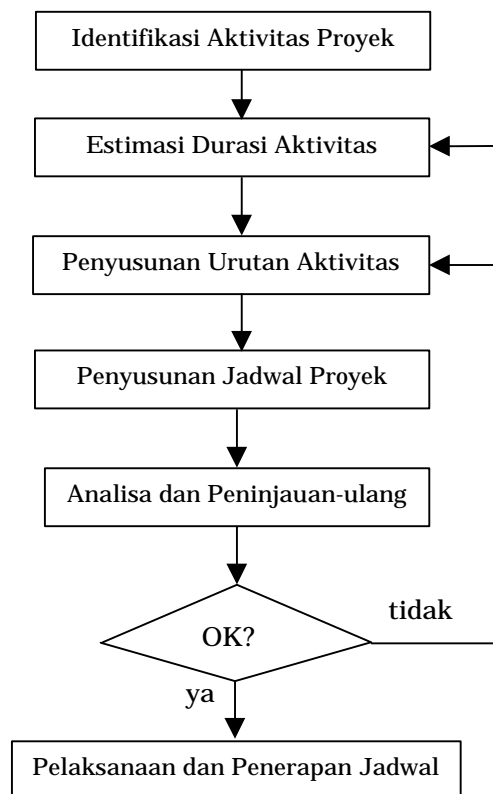 Identifikasi Aktivitas Proyek
Estimasi Durasi Aktivitas
Penyusunan Urutan Aktivitas
Penyusunan Jadwal Proyek
Analisa dan Peninjauan-ulang
OK?
tidak
ya
Pelaksanaan dan Penerapan Jadwal